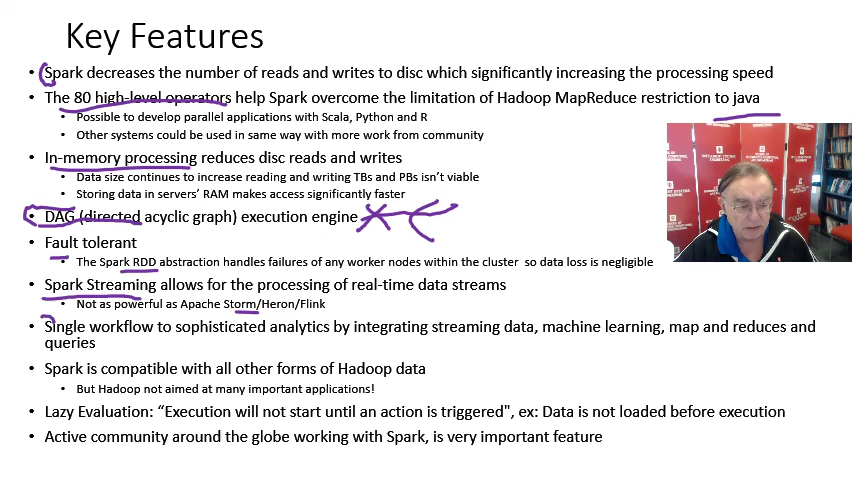 Key Features
• Spark decreases the number of reads and writes to disc which significantly increasing the processing speed
• The 80 high-level operators help Spark overcome the limitation of Hadoop MapReduce restriction to java
• Possible to develop parallel applications with Scala, Python and R
• Other systems could be used in same way with more work from community
• In-memory processing reduces disc reads and writes
• Data size continues to increase reading and writing TBs and PBs isn't viable
• Storing data in servers' RAM makes access significantly faster
• DAG (directed acyclic graph) execution engine
• Fault tolerant
• The Spark RDD abstraction handles failures of any worker nodes within the cluster so data loss is negligible
• Spark Streaming allows for the processing of real-time data streams
• Not as powerful as Apache Storm/Heron/Flink
• Single workflow to sophisticated analytics by integrating streaming data, machine learning, map and reduces and
queries
• Spark is compatible with all other forms of Hadoop data
• But Hadoop not aimed at many important applications!
• Lazy Evaluation: “Execution will not start until an action is triggered", ex: Data is not loaded before execution
• Active community around the globe working with Spark, is very important feature